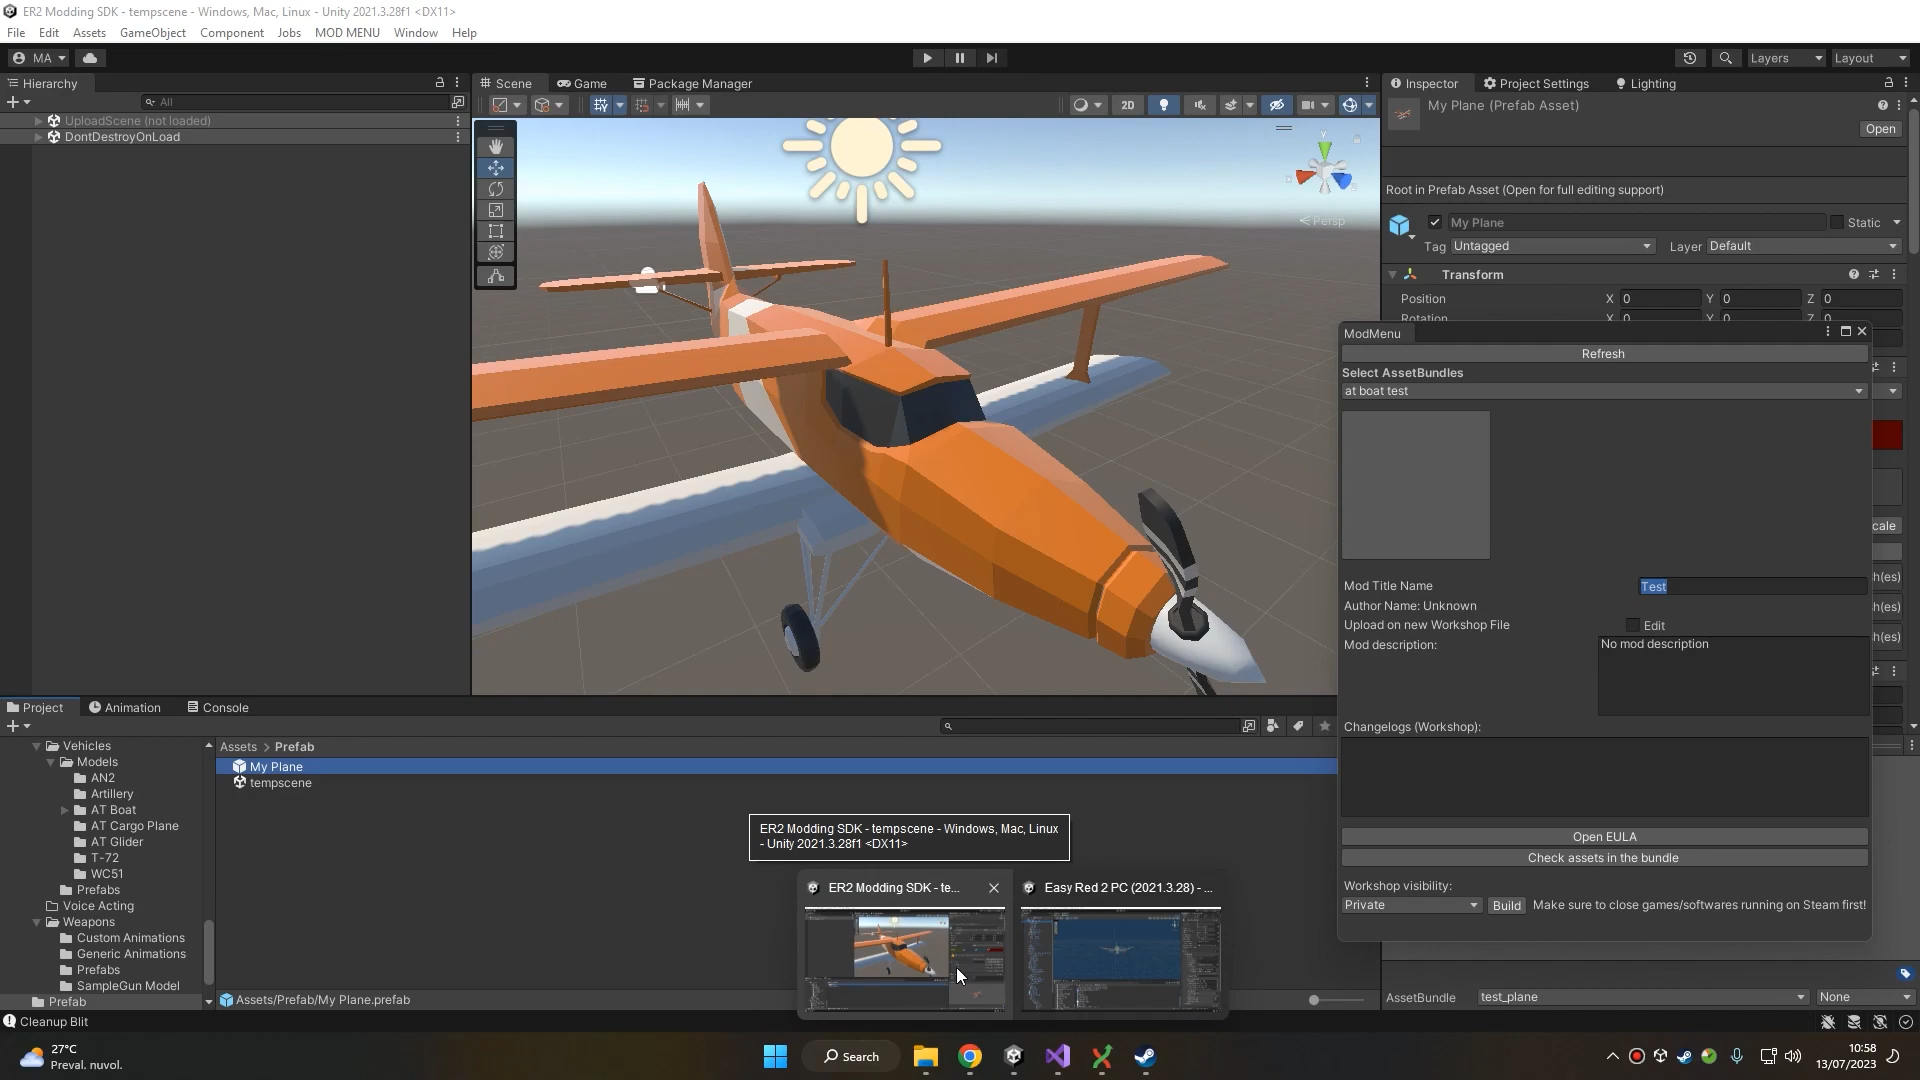 ER2 Modding SDK - tempscene - Windows, Mac, Linux - Unity 2021.3.28f1 <DX11>
File Edit Assets GameObject Component Jobs MOD MENU Window Help
MA
Layers
Layout
Hierarchy
All
UploadScene (not loaded)
DontDestroyOnLoad
Scene Game Package Manager
2D
Persp
Inspector Project Settings Lighting
My Plane (Prefab Asset)
Open
Root in Prefab Asset (Open for full editing support)
My Plane
Static
Tag Untagged Layer Default
Transform
Position X 0 Y 0 Z 0
Rotation X 0 Y 0 Z 0
ModMenu
Refresh
Select AssetBundles
at boat test
cale
h(es)
h(es)
h(es)
Mod Title Name Test
Author Name: Unknown
Upload on new Workshop File Edit
Mod description: No mod description
Changelogs (Workshop):
Open EULA
Check assets in the bundle
Workshop visibility:
Private Build Make sure to close games/softwares running on Steam first!
AssetBundle test_plane None
Project Animation Console
Vehicles
Models
AN2
Artillery
AT Boat
AT Cargo Plane
AT Glider
T-72
WC51
Prefabs
Voice Acting
Weapons
Custom Animations
Generic Animations
Prefabs
SampleGun Model
Prefab
Assets > Prefab
My Plane
tempscene
Assets/Prefab/My Plane.prefab
ER2 Modding SDK - tempscene - Windows, Mac, Linux
- Unity 2021.3.28f1 <DX11>
ER2 Modding SDK - te...
Easy Red 2 PC (2021.3.28) - ...
Cleanup Blit
27°C
Preval. nuvol.
Search
10:58
13/07/2023